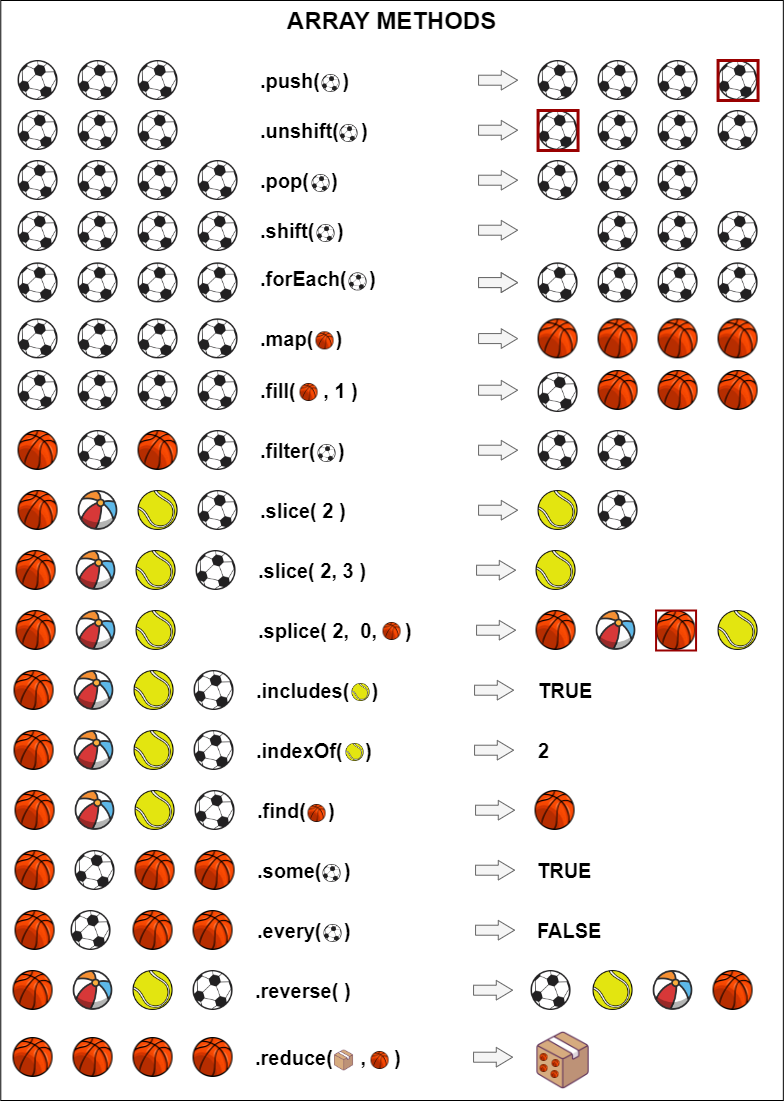 ARRAY METHODS
.push( )
.unshift( )
.pop( )
.shift( )
.forEach( )
.map( )
.fill( , 1 )
.filter( )
.slice( 2 )
.slice( 2, 3 )
.splice( 2, 0, )
.includes( )
TRUE
.indexOf( )
2
.find( )
.some( )
TRUE
.every( )
FALSE
.reverse( )
.reduce( , )